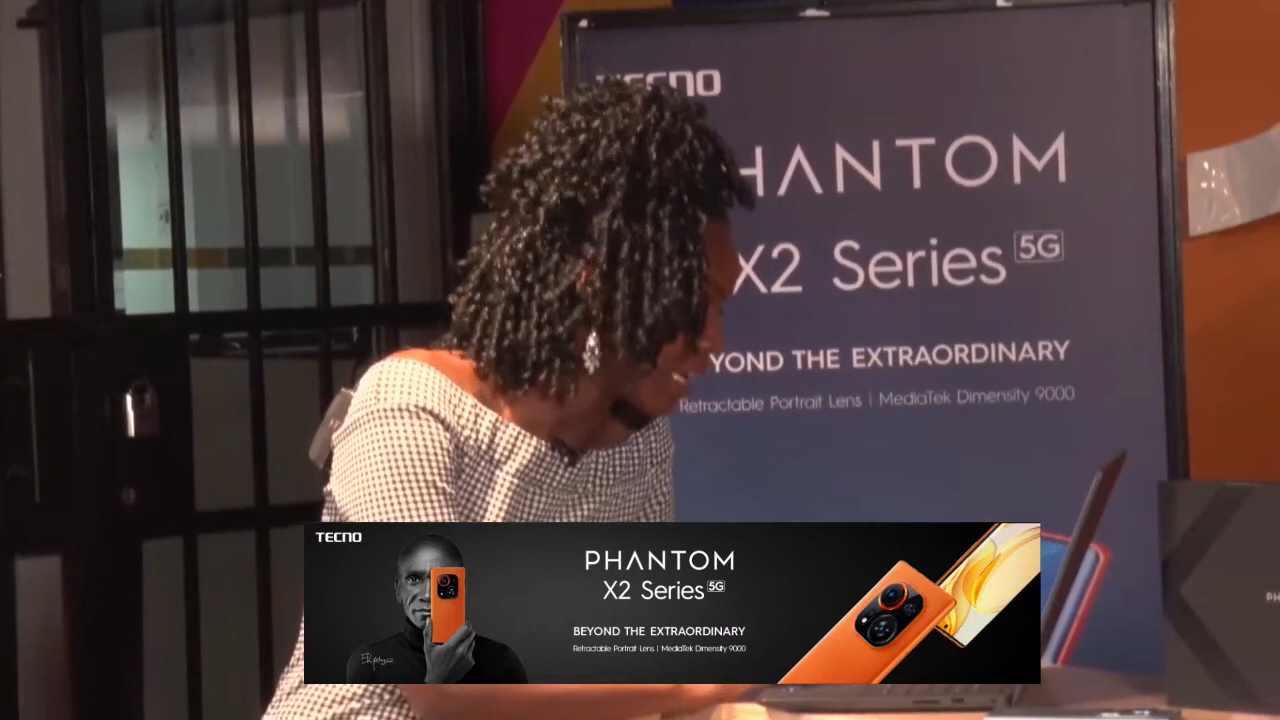 TECNO
HANTOM
X2 Series 5G
YOND THE EXTRAORDINARY
Retractable Portrait Lens | MediaTek Dimensity 9000
TECNO
PHANTOM
X2 Series 5G
BEYOND THE EXTRAORDINARY
Retractable Portrait Lens | MediaTek Dimensity 9000